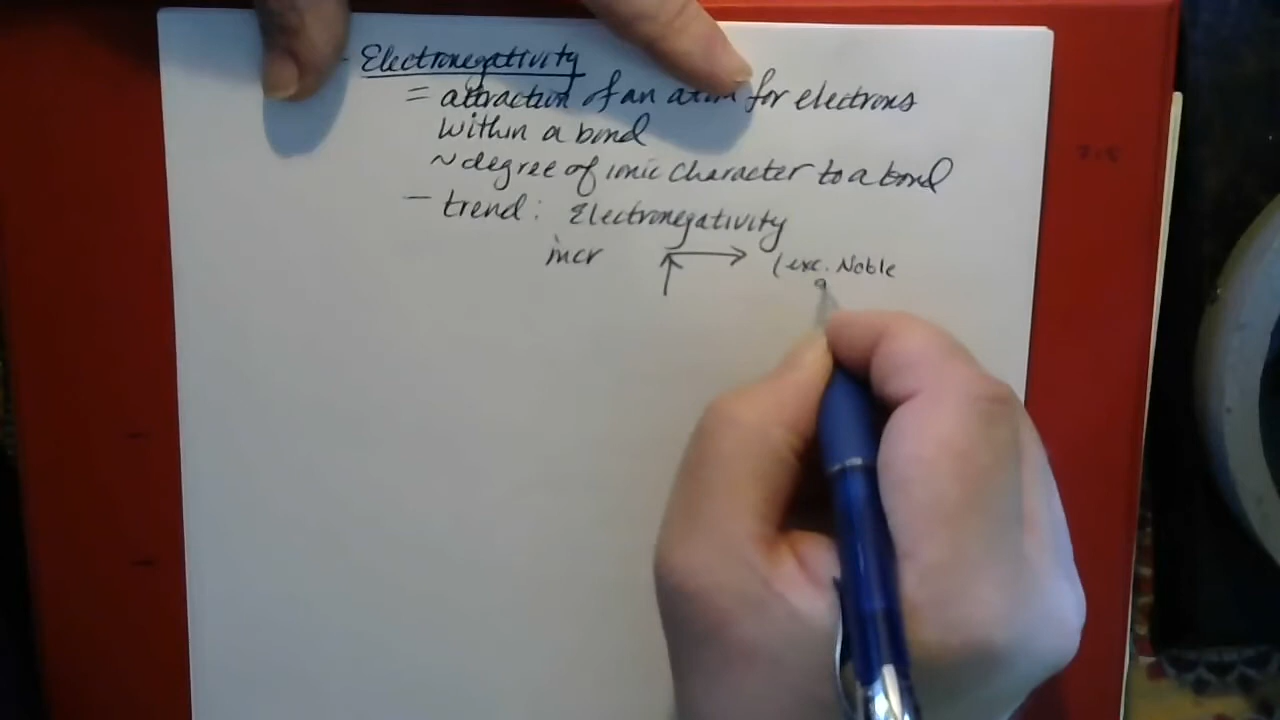 Electronegativity
= attraction of an atom for electrons
within a bond
~ degree of ionic character to a bond
- trend: Electronegativity
incr ↑ → (exc. Noble
g